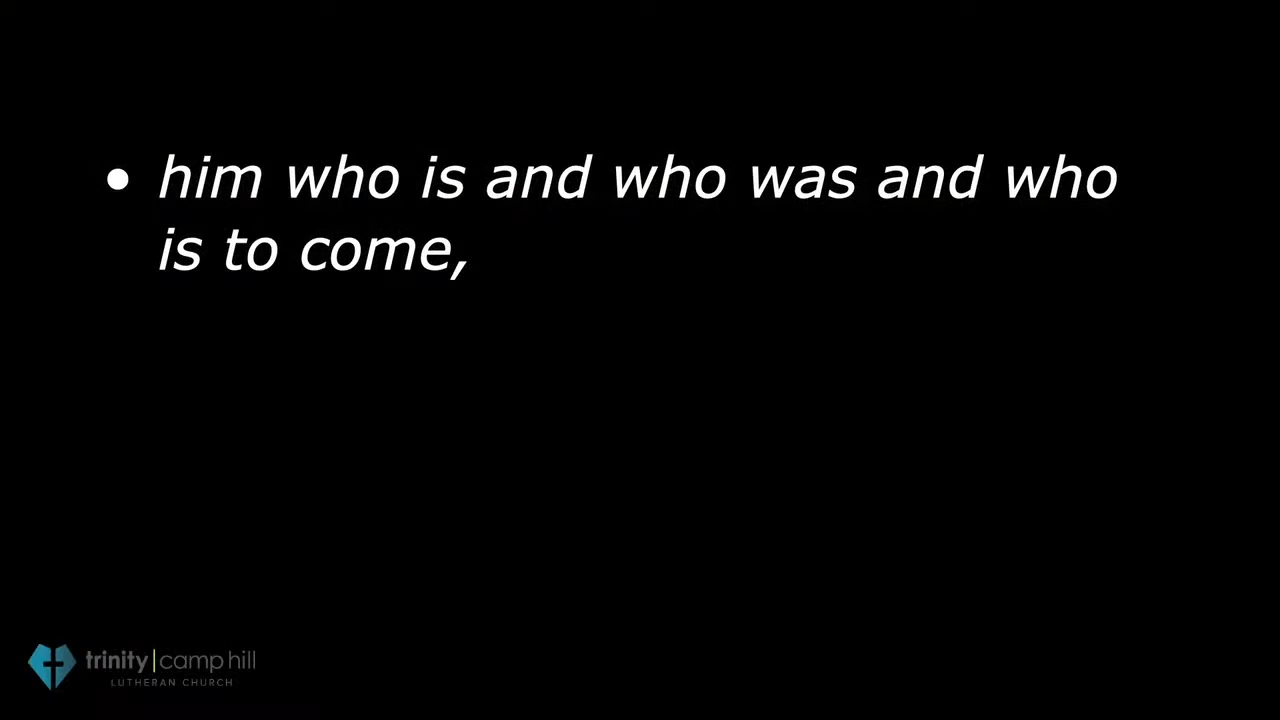 • him who is and who was and who
is to come,
trinity|camp hill
LUTHERAN CHURCH